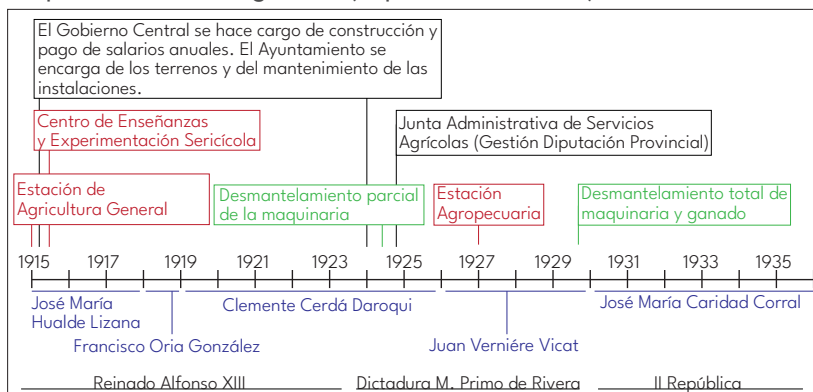 El Gobierno Central se hace cargo de construcción y
pago de salarios anuales. El Ayuntamiento se
encarga de los terrenos y del mantenimiento de las
instalaciones.
Centro de Enseñanzas
y Experimentación Sericícola
Junta Administrativa de Servicios
Agrícolas (Gestión Diputación Provincial)
Estación de
Agricultura General
Desmantelamiento parcial
de la maquinaria
Estación
Agropecuaria
Desmantelamiento total de
maquinaria y ganado
1915 1917 1919 1921 1923 1925 1927 1929 1931 1933 1935
José María
Hualde Lizana
Francisco Oria González
Clemente Cerdá Daroqui
Juan Verniére Vicat
José María Caridad Corral
Reinado Alfonso XIII
Dictadura M. Primo de Rivera
II República